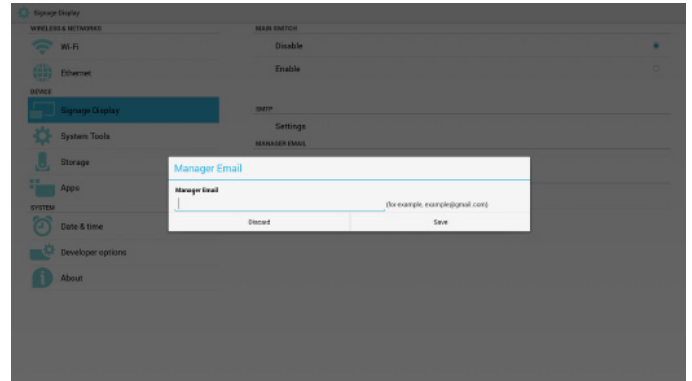 Signage Display
WIRELESS & NETWORKS
Wi-Fi
Ethernet
DEVICE
Signage Display
System Tools
Storage
Apps
SYSTEM
Date & time
Developer options
About
MAIN SWITCH
Disable
Enable
SMTP
Settings
MANAGER EMAIL
Manager Email
Manager Email
(for example, example@gmail.com)
Discard
Save